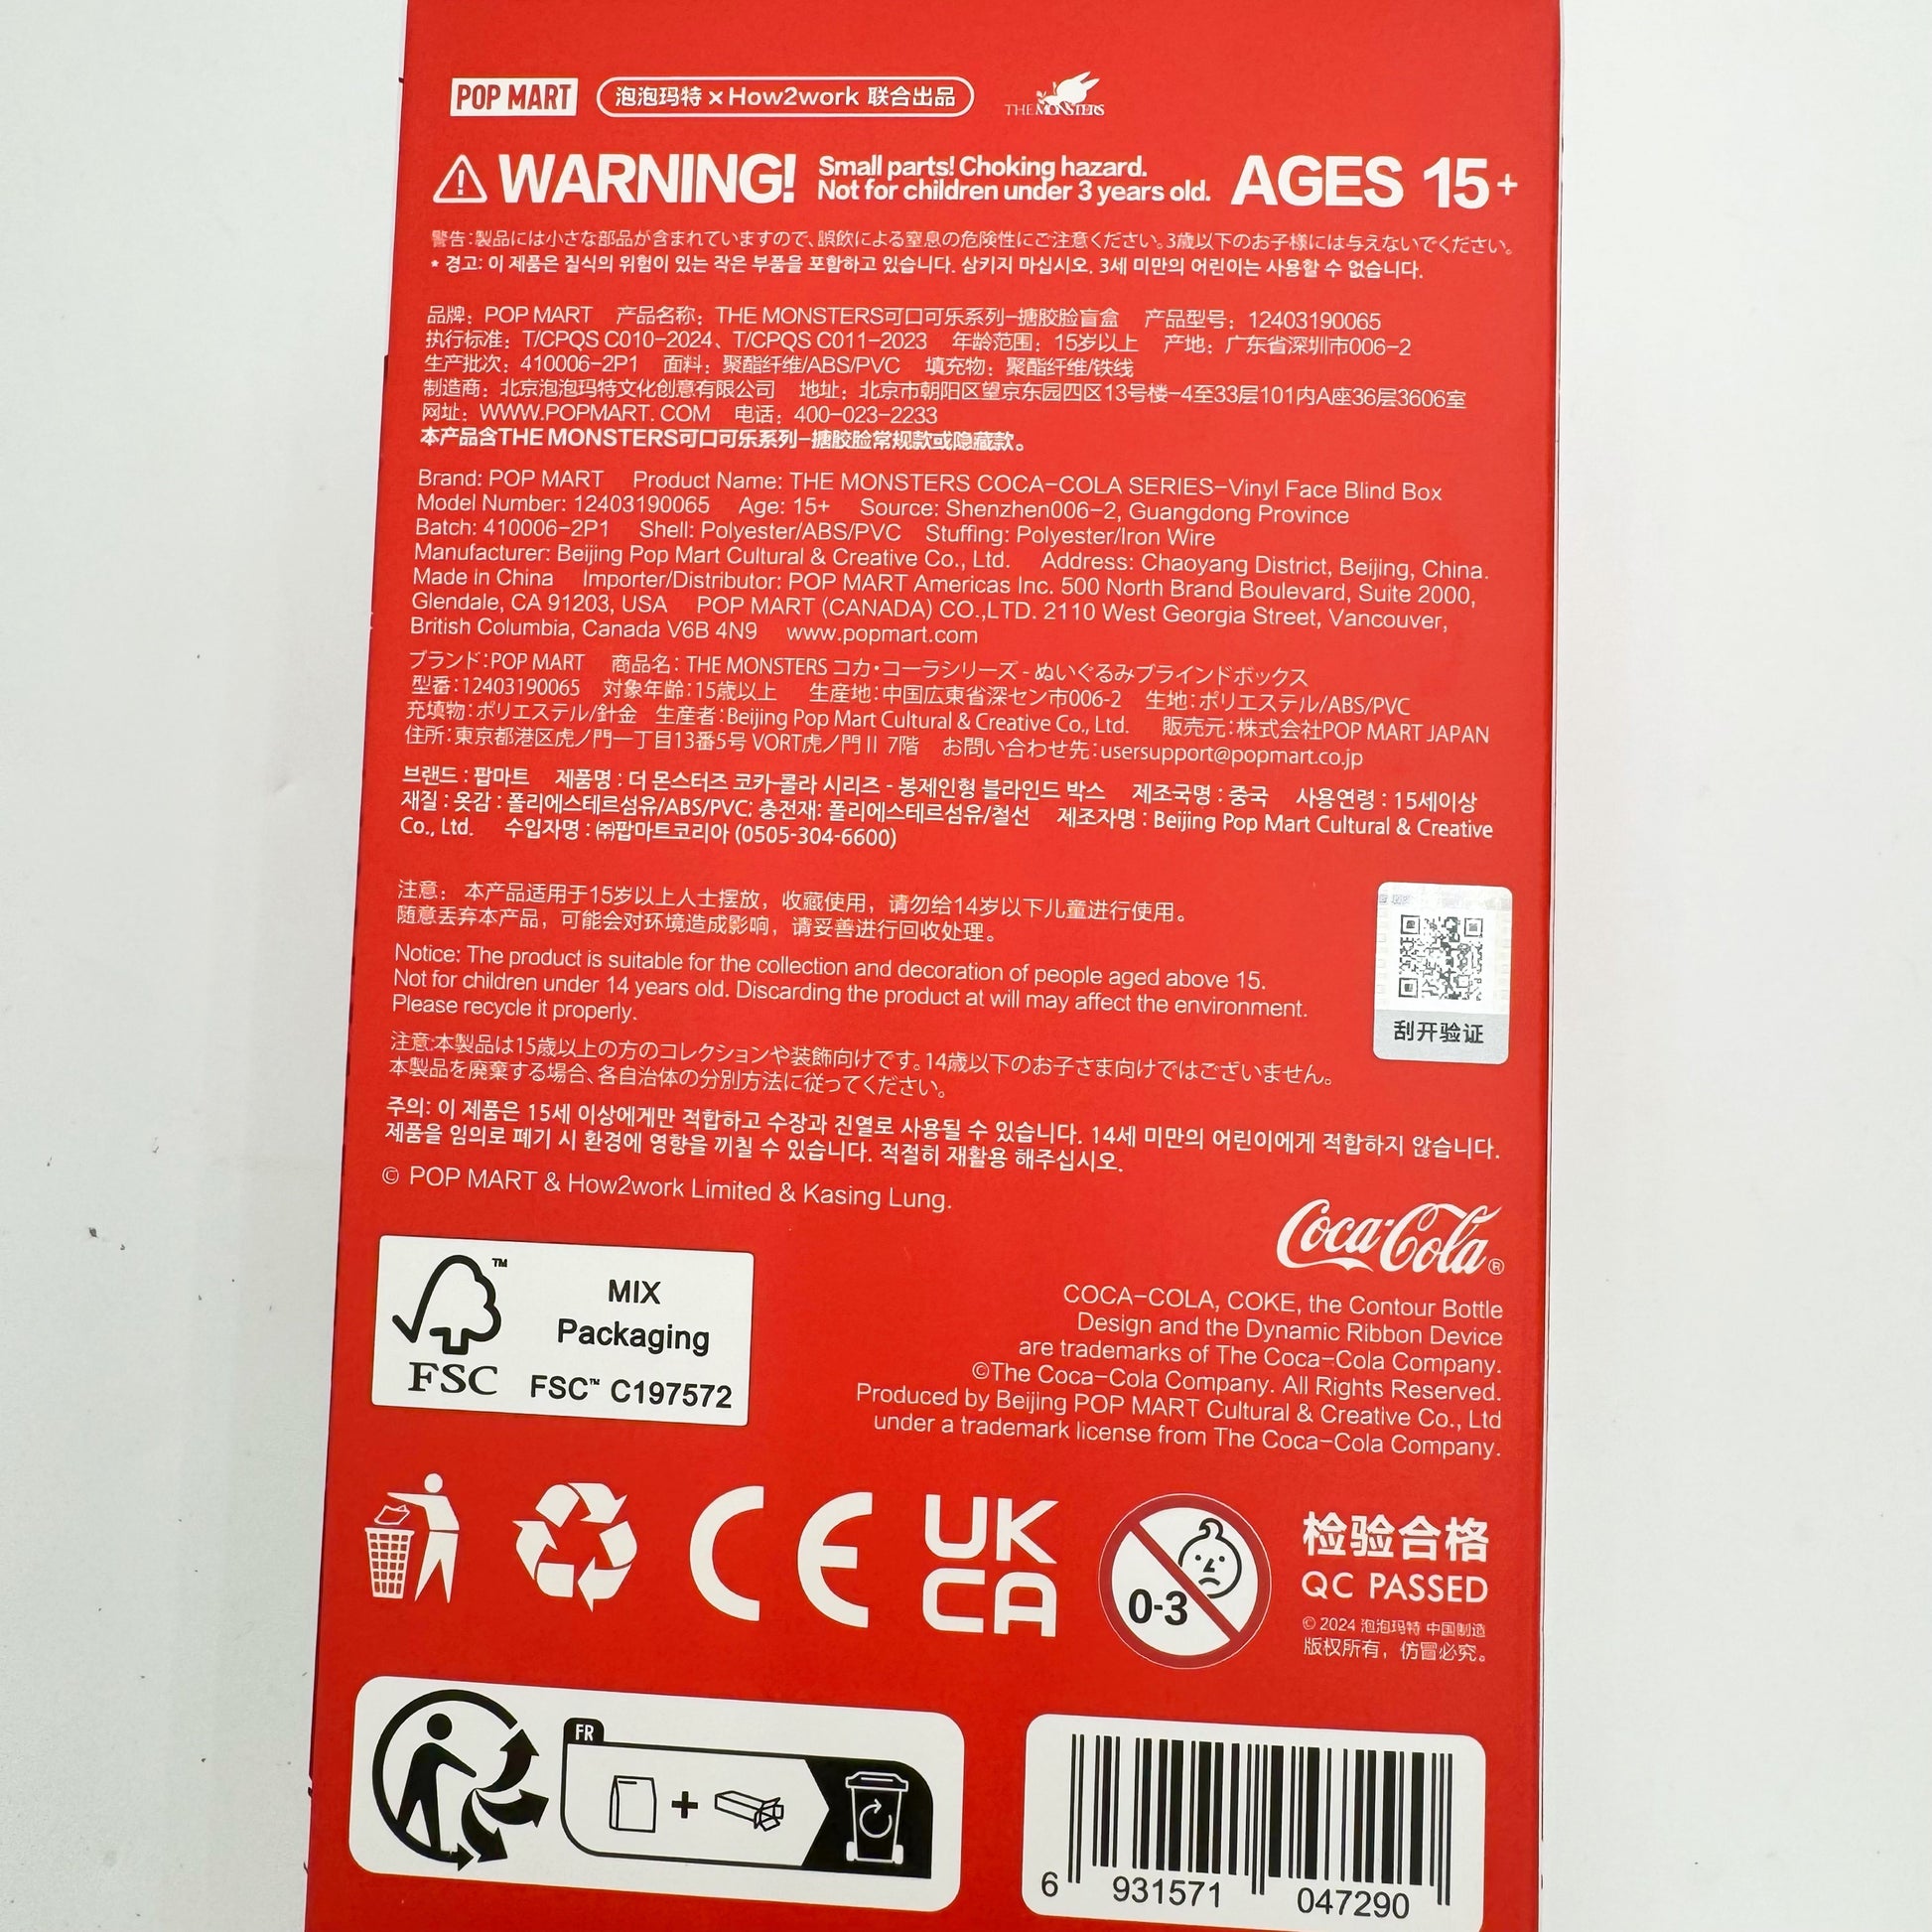 POP MART 泡泡玛特×How2work 联合出品 THE MONSTERS
WARNING! Small parts! Choking hazard.
Not for children under 3 years old. AGES 15+
警告:製品には小さな部品が含まれていますので、誤飲による窒息の危険性にご注意ください。3歳以下のお子様には与えないでください。
* 경고: 이 제품은 질식의 위험이 있는 작은 부품을 포함하고 있습니다. 삼키지 마십시오. 3세 미만의 어린이는 사용할 수 없습니다.
品牌：POP MART 产品名称：THE MONSTERS可口可乐系列-搪胶脸盲盒 产品型号：12403190065
执行标准：T/CPQS C010-2024、T/CPQS C011-2023 年龄范围：15岁以上 产地：广东省深圳市006-2
生产批次：410006-2P1 面料：聚酯纤维/ABS/PVC 填充物：聚酯纤维/铁线
制造商：北京泡泡玛特文化创意有限公司 地址：北京市朝阳区望京东园四区13号楼-4至33层101内A座36层3606室
网址：WWW.POPMART.COM 电话：400-023-2233
本产品含THE MONSTERS可口可乐系列-搪胶脸常规款或隐藏款。
Brand: POP MART Product Name: THE MONSTERS COCA-COLA SERIES-Vinyl Face Blind Box
Model Number: 12403190065 Age: 15+ Source: Shenzhen006-2, Guangdong Province
Batch: 410006-2P1 Shell: Polyester/ABS/PVC Stuffing: Polyester/Iron Wire
Manufacturer: Beijing Pop Mart Cultural & Creative Co., Ltd. Address: Chaoyang District, Beijing, China.
Made in China Importer/Distributor: POP MART Americas Inc. 500 North Brand Boulevard, Suite 2000,
Glendale, CA 91203, USA POP MART (CANADA) CO.,LTD. 2110 West Georgia Street, Vancouver,
British Columbia, Canada V6B 4N9 www.popmart.com
ブランド:POP MART 商品名:THE MONSTERS コカ・コーラシリーズ - ぬいぐるみブラインドボックス
型番:12403190065 対象年齢:15歳以上 生産地:中国広東省深セン市006-2 生地:ポリエステル/ABS/PVC
充填物:ポリエステル/針金 生産者:Beijing Pop Mart Cultural & Creative Co., Ltd. 販売元:株式会社POP MART JAPAN
住所:東京都港区虎ノ門一丁目13番5号 VORT虎ノ門Ⅱ 7階 お問い合わせ先:usersupport@popmart.co.jp
브랜드 : 팝마트 제품명 : 더 몬스터즈 코카-콜라 시리즈 - 봉제인형 블라인드 박스 제조국명 : 중국 사용연령 : 15세이상
재질 : 옷감 : 폴리에스테르섬유/ABS/PVC; 충전재: 폴리에스테르섬유/철선 제조자명 : Beijing Pop Mart Cultural & Creative
Co., Ltd. 수입자명 : ㈜팝마트코리아 (0505-304-6600)
注意： 本产品适用于15岁以上人士摆放，收藏使用，请勿给14岁以下儿童进行使用。
随意丢弃本产品，可能会对环境造成影响，请妥善进行回收处理。
Notice: The product is suitable for the collection and decoration of people aged above 15.
Not for children under 14 years old. Discarding the product at will may affect the environment.
Please recycle it properly.
刮开验证
注意:本製品は15歳以上の方のコレクションや装飾向けです。14歳以下のお子さま向けではございません。
本製品を廃棄する場合、各自治体の分別方法に従ってください。
주의: 이 제품은 15세 이상에게만 적합하고 수장과 진열로 사용될 수 있습니다. 14세 미만의 어린이에게 적합하지 않습니다.
제품을 임의로 폐기 시 환경에 영향을 끼칠 수 있습니다. 적절히 재활용 해주십시오.
© POP MART & How2work Limited & Kasing Lung.
Coca-Cola®
COCA-COLA, COKE, the Contour Bottle
Design and the Dynamic Ribbon Device
are trademarks of The Coca-Cola Company.
©The Coca-Cola Company. All Rights Reserved.
Produced by Beijing POP MART Cultural & Creative Co., Ltd
under a trademark license from The Coca-Cola Company.
™
MIX
Packaging
FSC FSC™ C197572
CE UK
CA
0-3
检验合格
QC PASSED
© 2024 泡泡玛特 中国制造
版权所有，仿冒必究。
FR
6 931571 047290